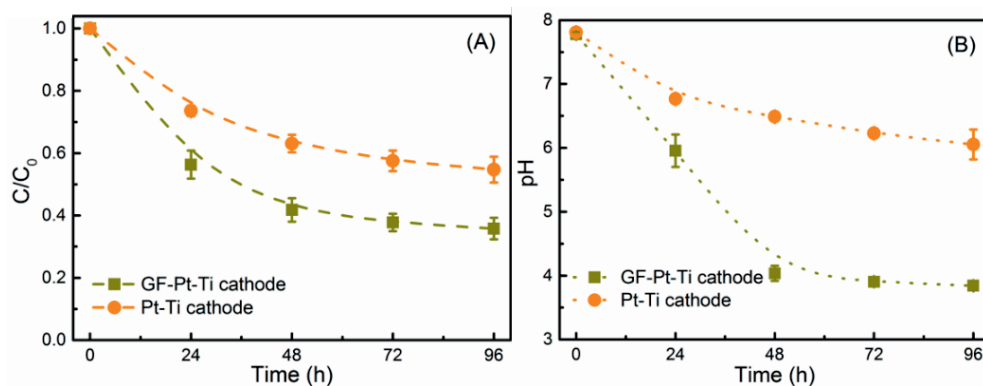 (A)
C/C₀
1.0
0.8
0.6
0.4
0.2
0.0
GF-Pt-Ti cathode
Pt-Ti cathode
0 24 48 72 96
Time (h)
(B)
pH
8
7
6
5
4
3
GF-Pt-Ti cathode
Pt-Ti cathode
0 24 48 72 96
Time (h)